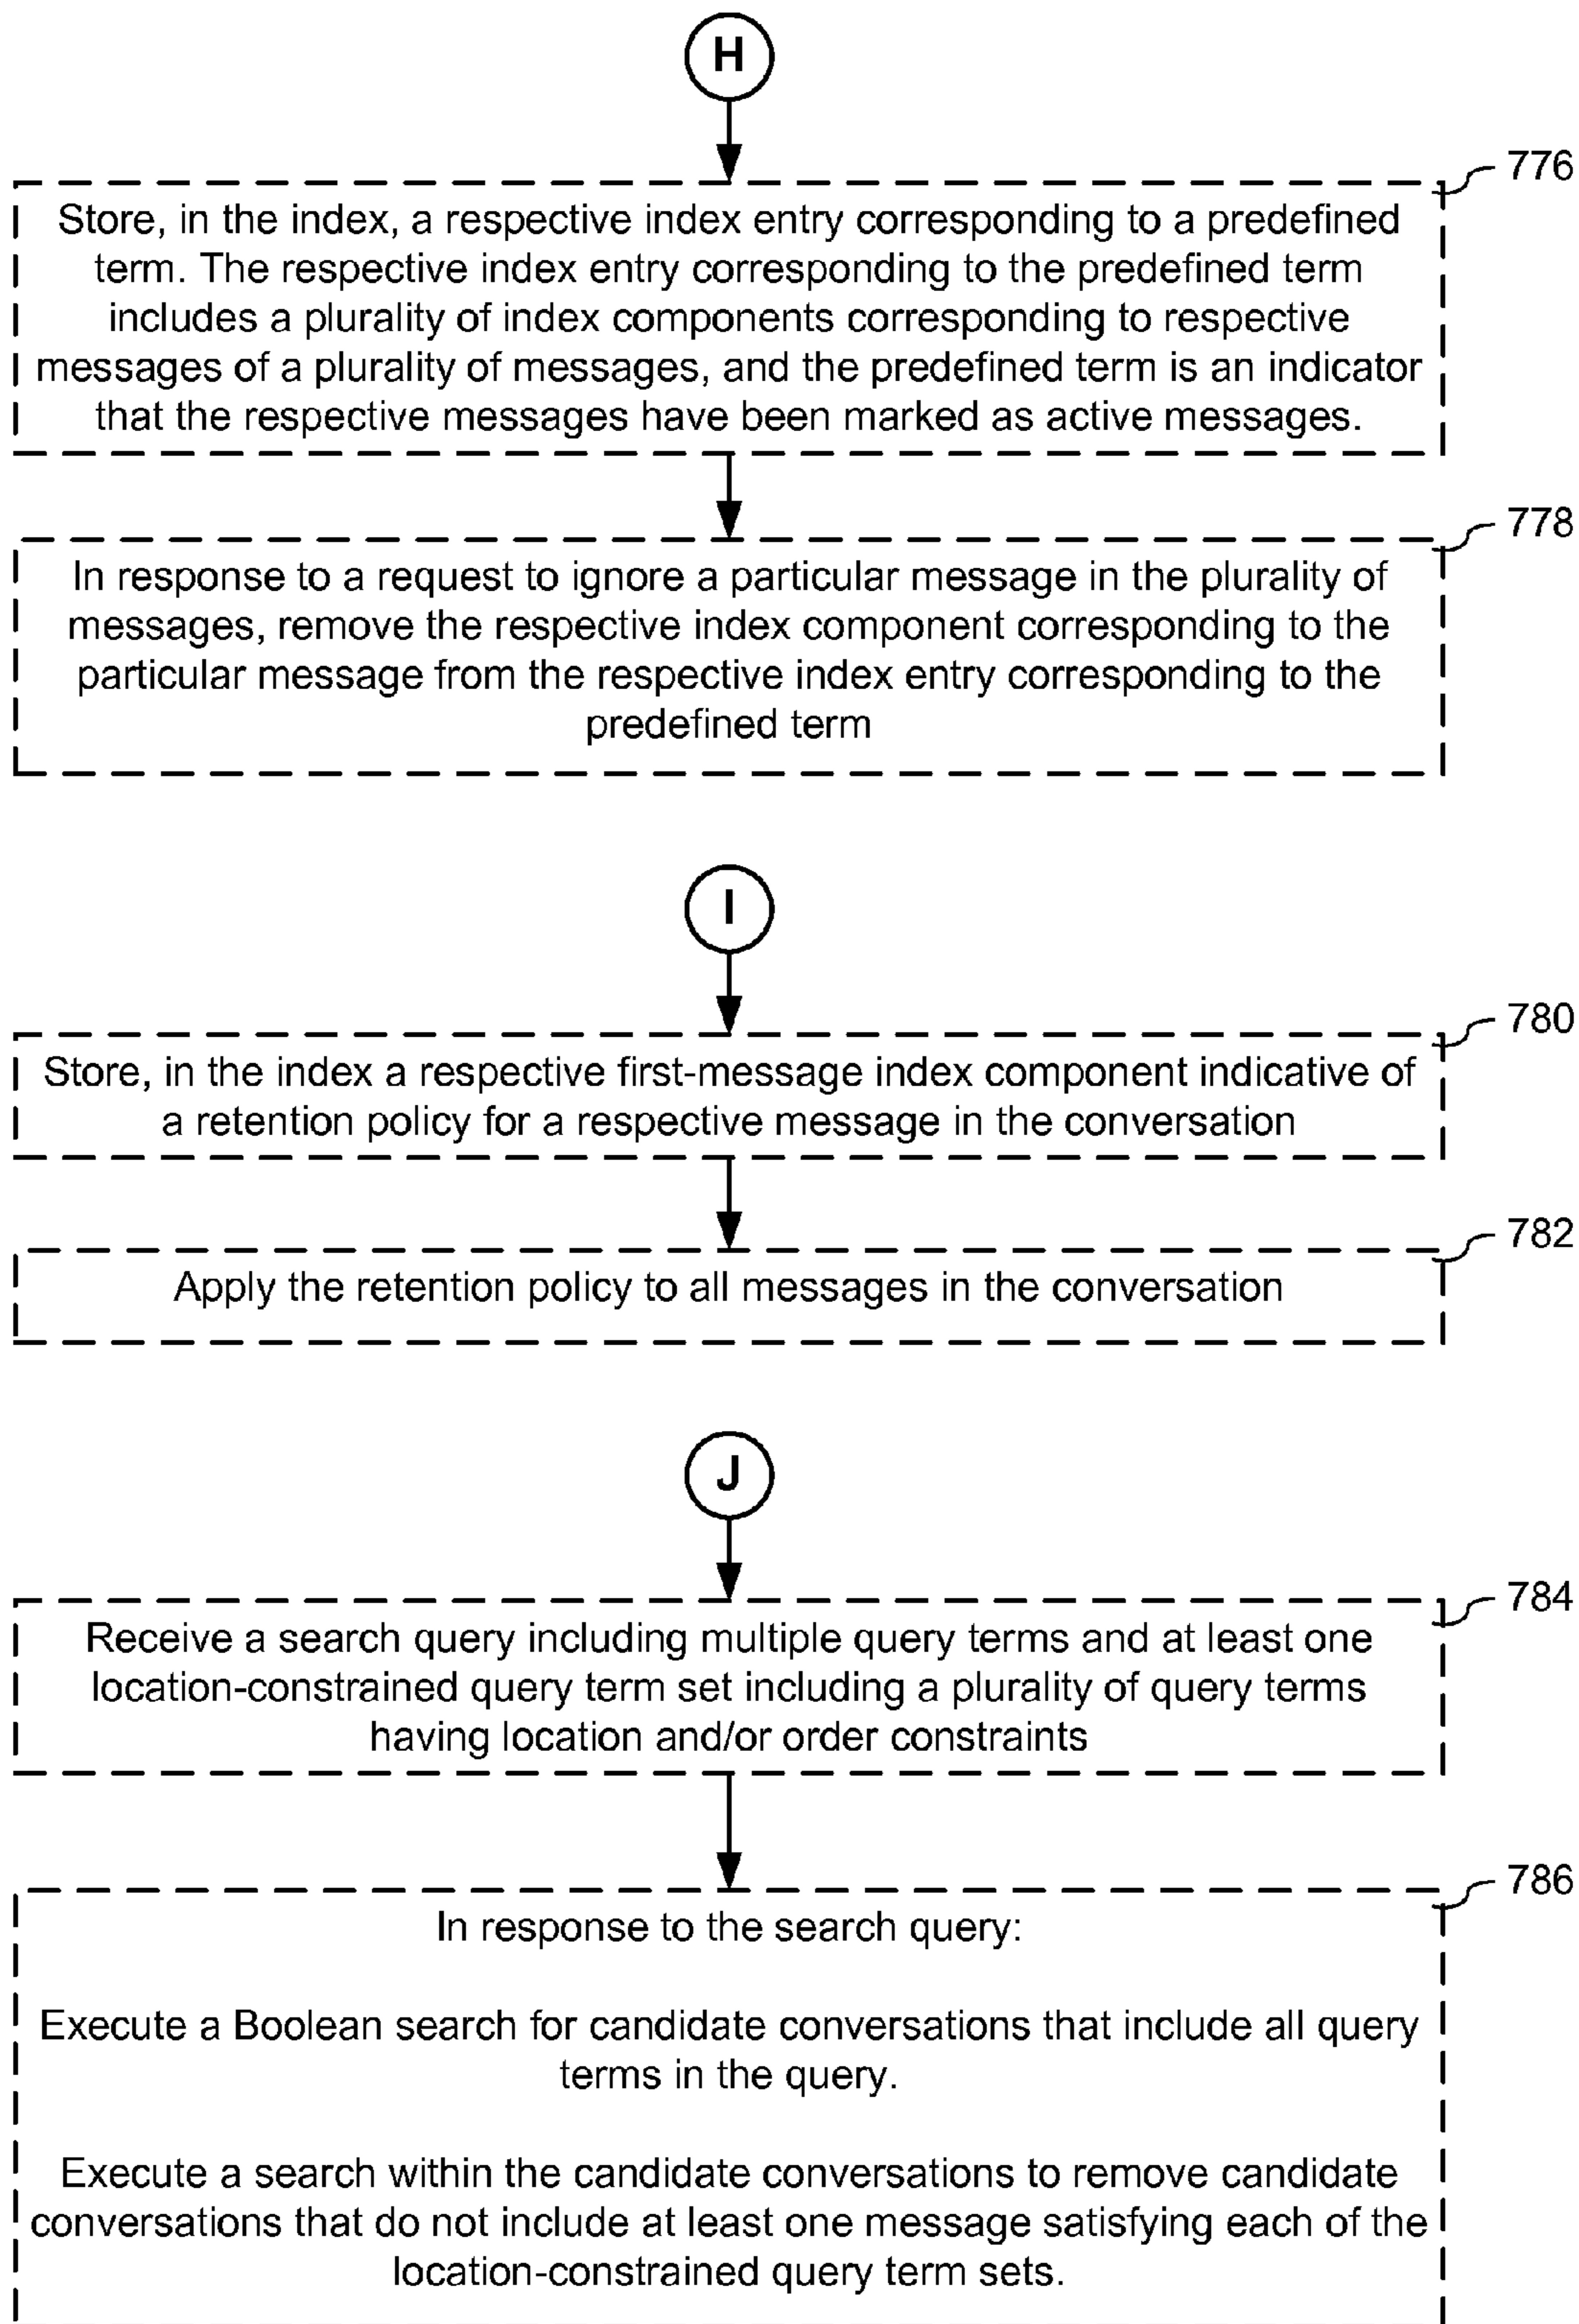 H
776
Store, in the index, a respective index entry corresponding to a predefined
term. The respective index entry corresponding to the predefined term
includes a plurality of index components corresponding to respective
messages of a plurality of messages, and the predefined term is an indicator
that the respective messages have been marked as active messages.
778
In response to a request to ignore a particular message in the plurality of
messages, remove the respective index component corresponding to the
particular message from the respective index entry corresponding to the
predefined term
I
780
Store, in the index a respective first-message index component indicative of
a retention policy for a respective message in the conversation
782
Apply the retention policy to all messages in the conversation
J
784
Receive a search query including multiple query terms and at least one
location-constrained query term set including a plurality of query terms
having location and/or order constraints
786
In response to the search query:
Execute a Boolean search for candidate conversations that include all query
terms in the query.
Execute a search within the candidate conversations to remove candidate
conversations that do not include at least one message satisfying each of the
location-constrained query term sets.